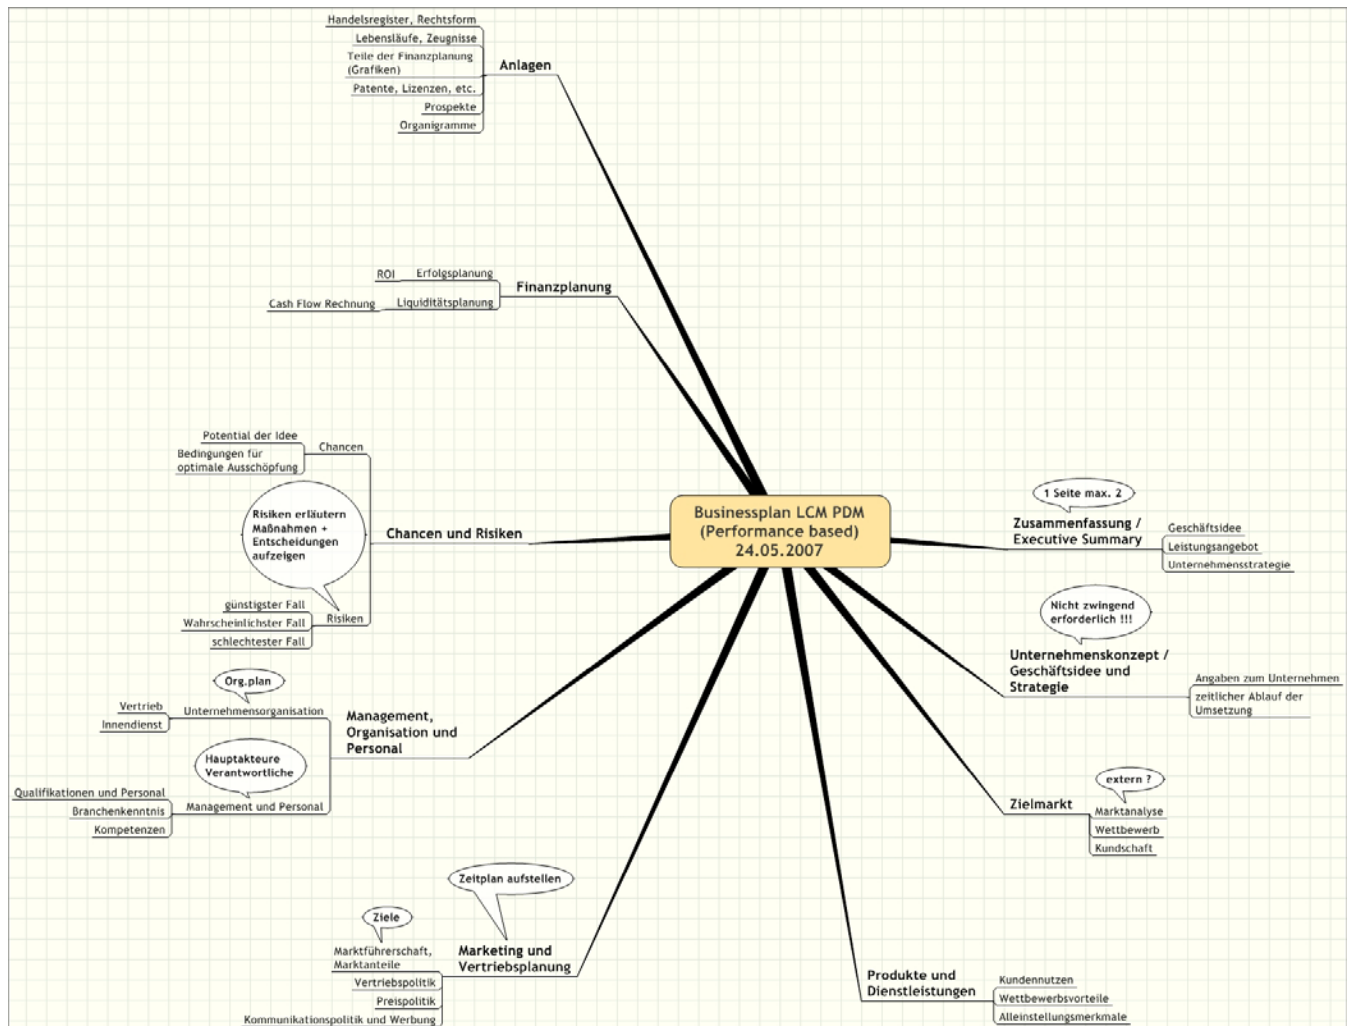 Businessplan LCM PDM
(Performance based)
24.05.2007
1 Seite max. 2
Zusammenfassung /
Executive Summary
Geschäftsidee
Leistungsangebot
Unternehmensstrategie
Nicht zwingend
erforderlich !!!
Unternehmenskonzept /
Geschäftsidee und
Strategie
Angaben zum Unternehmen
zeitlicher Ablauf der
Umsetzung
Zielmarkt
extern ?
Marktanalyse
Wettbewerb
Kundschaft
Produkte und
Dienstleistungen
Kundennutzen
Wettbewerbsvorteile
Alleinstellungsmerkmale
Zeitplan aufstellen
Marketing und
Vertriebsplanung
Ziele
Marktführerschaft,
Marktanteile
Vertriebspolitik
Preispolitik
Kommunikationspolitik und Werbung
Management,
Organisation und
Personal
Org.plan
Unternehmensorganisation
Vertrieb
Innendienst
Hauptakteure
Verantwortliche
Management und Personal
Qualifikationen und Personal
Branchenkenntnis
Kompetenzen
Chancen und Risiken
Chancen
Potential der Idee
Bedingungen für
optimale Ausschöpfung
Risiken erläutern
Maßnahmen +
Entscheidungen
aufzeigen
Risiken
günstigster Fall
Wahrscheinlichster Fall
schlechtester Fall
Finanzplanung
Erfolgsplanung
ROI
Liquiditätsplanung
Cash Flow Rechnung
Anlagen
Handelsregister, Rechtsform
Lebensläufe, Zeugnisse
Teile der Finanzplanung
(Grafiken)
Patente, Lizenzen, etc.
Prospekte
Organigramme